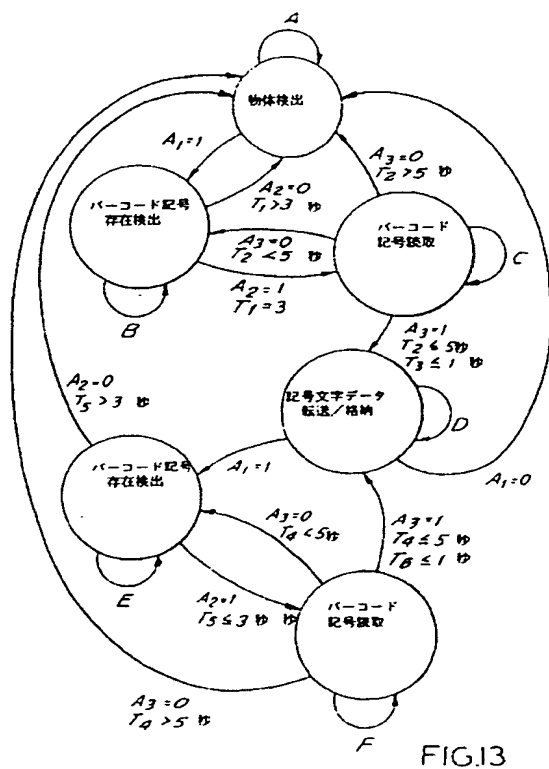 A
物体検出
A₁=1
A₂=0
T₁>3 秒
A₃=0
T₂>5 秒
バーコード記号
存在検出
A₃=0
T₂<5 秒
バーコード
記号読取
C
A₂=1
T₁=3
B
A₃=1
T₂≤5秒
T₃≤1 秒
記号文字データ
転送/格納
D
A₂=0
T₅>3 秒
A₁=1
A₁=0
バーコード記号
存在検出
A₃=0
T₄<5秒
A₃=1
T₄≤5 秒
T₆≤1 秒
E
A₂=1
T₅≤3 秒 秒
バーコード
記号読取
A₃=0
T₄>5 秒
F
FIG.13